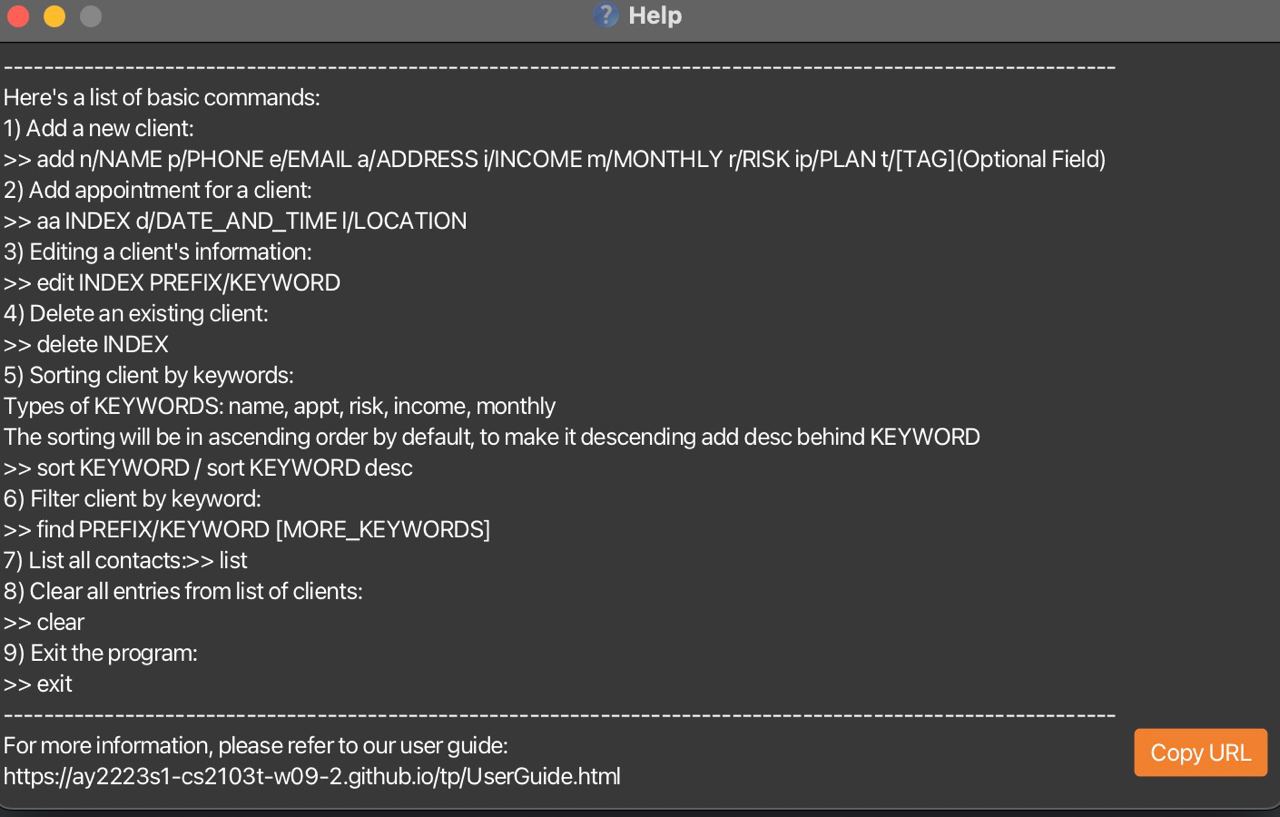 Help
------------------------------------------------------------------------------------------------------------------
Here's a list of basic commands:
1) Add a new client:
>> add n/NAME p/PHONE e/EMAIL a/ADDRESS i/INCOME m/MONTHLY r/RISK ip/PLAN t/[TAG](Optional Field)
2) Add appointment for a client:
>> aa INDEX d/DATE_AND_TIME l/LOCATION
3) Editing a client's information:
>> edit INDEX PREFIX/KEYWORD
4) Delete an existing client:
>> delete INDEX
5) Sorting client by keywords:
Types of KEYWORDS: name, appt, risk, income, monthly
The sorting will be in ascending order by default, to make it descending add desc behind KEYWORD
>> sort KEYWORD / sort KEYWORD desc
6) Filter client by keyword:
>> find PREFIX/KEYWORD [MORE_KEYWORDS]
7) List all contacts:>> list
8) Clear all entries from list of clients:
>> clear
9) Exit the program:
>> exit
------------------------------------------------------------------------------------------------------------------
For more information, please refer to our user guide:
https://ay2223s1-cs2103t-w09-2.github.io/tp/UserGuide.html
Copy URL